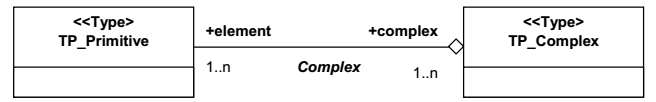 <<Type>>
TP_Primitive
+element
+complex
1..n
Complex
1..n
<<Type>>
TP_Complex